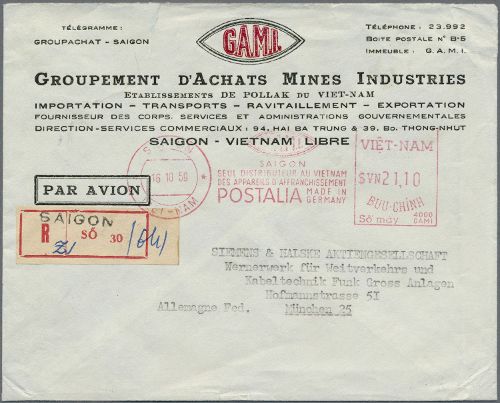 TÉLÉGRAMME :
GROUPACHAT - SAIGON
G.A.M.I.
TÉLÉPHONE : 23.992
BOITE POSTALE N° B-5
IMMEUBLE : G. A. M. I.
GROUPEMENT D'ACHATS MINES INDUSTRIES
ETABLISSEMENTS DE POLLAK DU VIET-NAM
IMPORTATION - TRANSPORTS - RAVITAILLEMENT - EXPORTATION
FOURNISSEUR DES CORPS, SERVICES ET ADMINISTRATIONS GOUVERNEMENTALES
DIRECTION-SERVICES COMMERCIAUX : 94, HAI BA TRUNG & 39, BD. THONG-NHUT
SAIGON - VIETNAM LIBRE
16 10 59
VIET-NAM
SAIGON
SEUL DISTRIBUTEUR AU VIETNAM
DES APPAREILS D'AFFRANCHISSEMENT
POSTALIA MADE IN GERMANY
VIỆT-NAM
SVN 21,10
BƯU-CHÍNH
Số máy 4000 GAMI
PAR AVION
SAIGON
R SỐ 30
SIEMENS & HALSKE AKTIENGESELLSCHAFT
Wernerwerk für Weitverkehrs und
Kabeltechnik Funk Gross Anlagen
Hofmannstrasse 51
Allemagne Fed. München 25